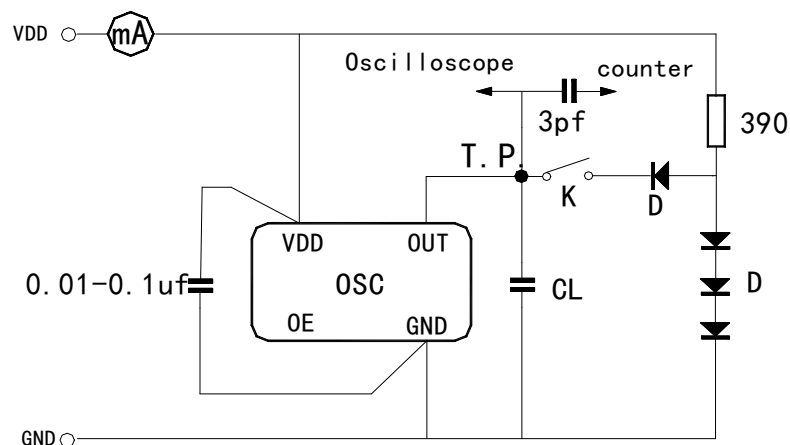 VDD
mA
Oscilloscope
counter
3pf
390
T.P.
K
D
VDD
OUT
0.01-0.1uf
OSC
CL
D
OE
GND
GND